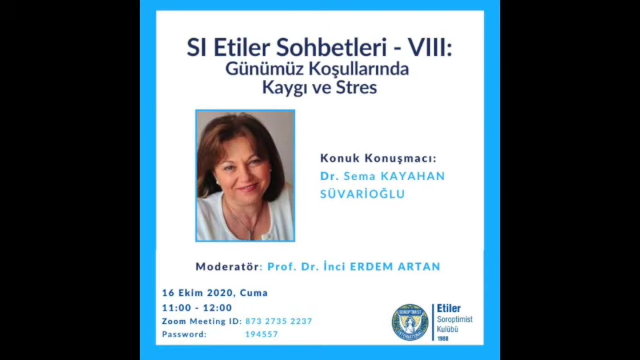 SI Etiler Sohbetleri - VIII:
Günümüz Koşullarında
Kaygı ve Stres
Konuk Konuşmacı:
Dr. Sema KAYAHAN
SÜVARİOĞLU
Moderatör: Prof. Dr. İnci ERDEM ARTAN
16 Ekim 2020, Cuma
11:00 - 12:00
Zoom Meeting ID: 873 2735 2237
Password: 194557
Etiler
Soroptimist
Kulübü
1988